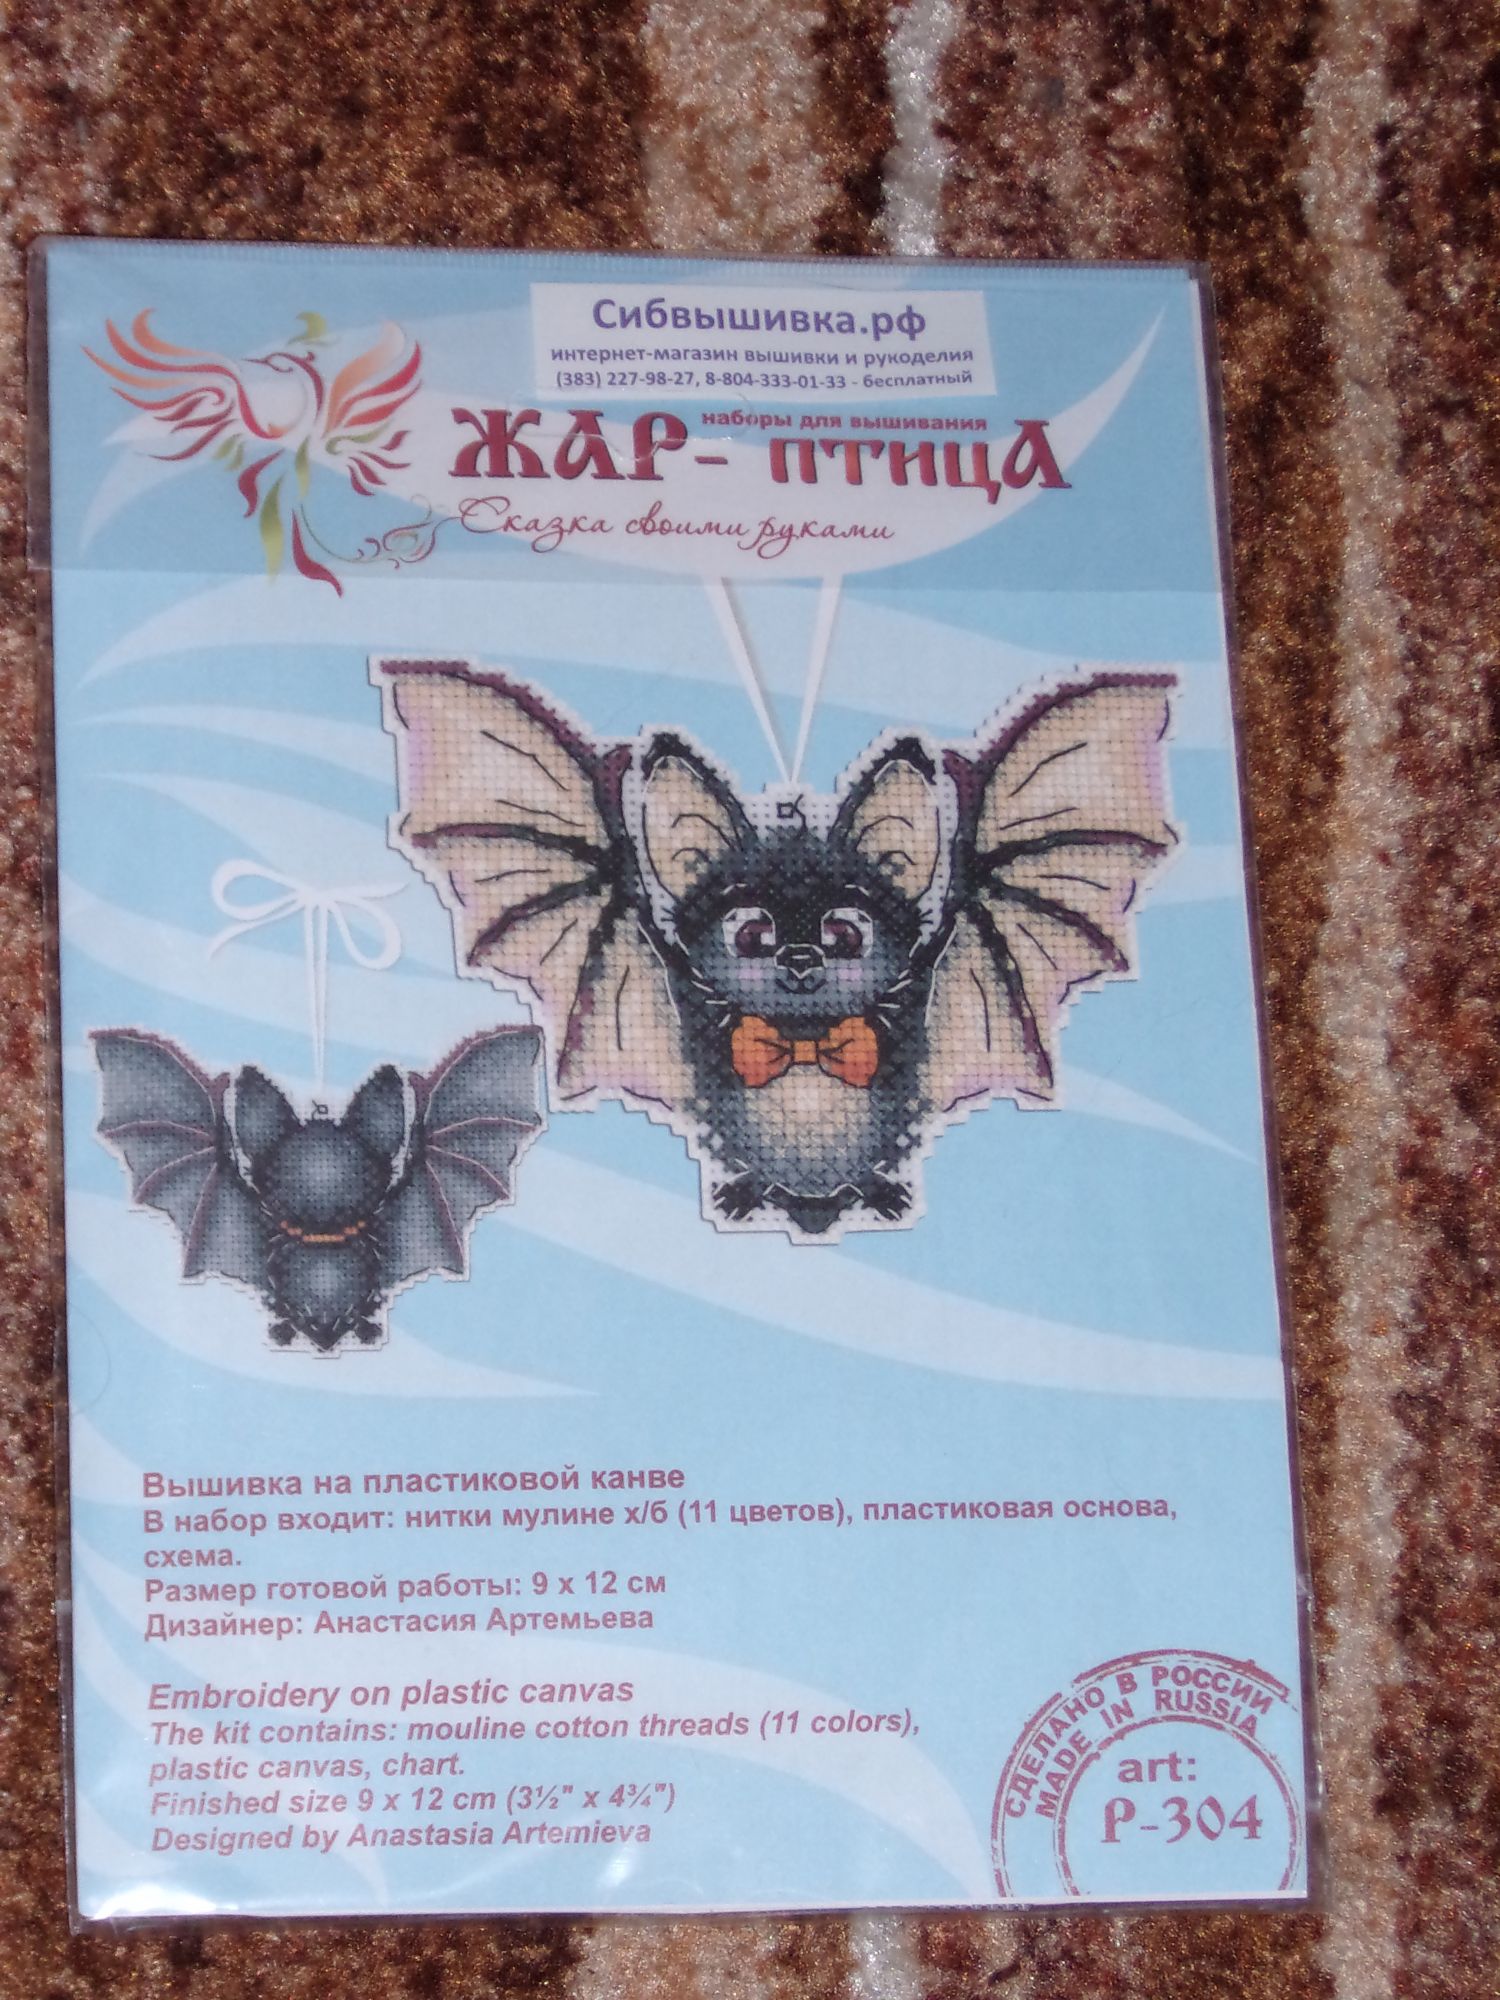 Сибвышивка.рф
интернет-магазин вышивки и рукоделия
(383) 227-98-27, 8-804-333-01-33 - бесплатный
наборы для вышивания
ЖАР-ПТИЦА
Сказка своими руками
Вышивка на пластиковой канве
В набор входит: нитки мулине х/б (11 цветов), пластиковая основа,
схема.
Размер готовой работы: 9 х 12 см
Дизайнер: Анастасия Артемьева
Embroidery on plastic canvas
The kit contains: mouline cotton threads (11 colors),
plastic canvas, chart.
Finished size 9 x 12 cm (3½" x 4¾")
Designed by Anastasia Artemieva
СДЕЛАНО В РОССИИ
MADE IN RUSSIA
art:
P-304